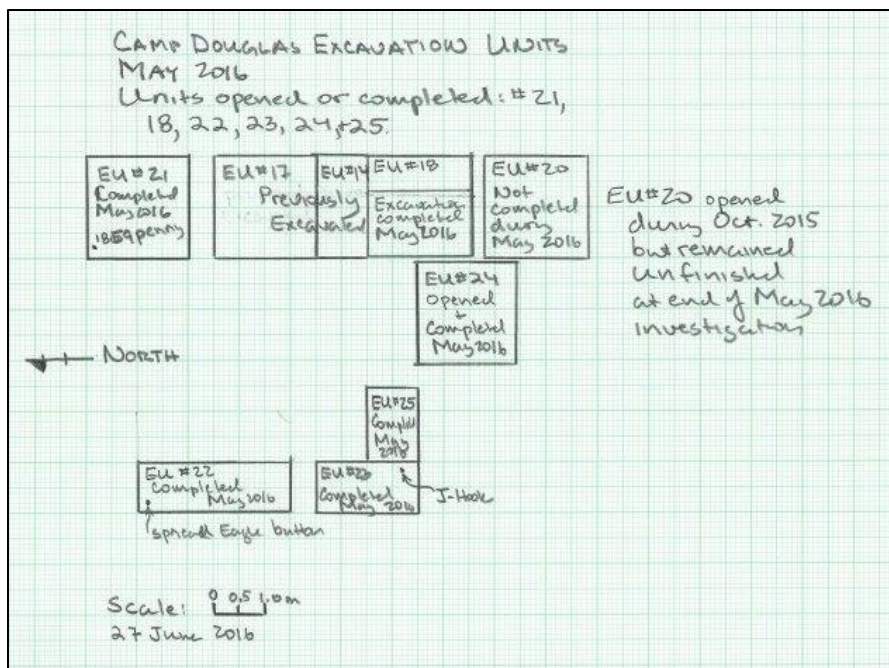 CAMP DOUGLAS EXCAVATION UNITS
MAY 2016
Units opened or completed: #21,
18, 22, 23, 24, + 25.
EU#21
Completed
May 2016
.1859 penny
EU#17
EU#14
Previously
Excavated
EU#18
Excavation
completed
May 2016
EU#20
Not
completed
during
May 2016
EU#20 opened
during Oct. 2015
but remained
unfinished
at end of May 2016
investigation
EU#24
Opened
+
Completed
May 2016
NORTH
EU#25
May
EU #22
Completed
May 2016
spread Eagle button
EU#23
Completed
May 2016
J-Hook
Scale: 0 0.5 1.0 m
27 June 2016